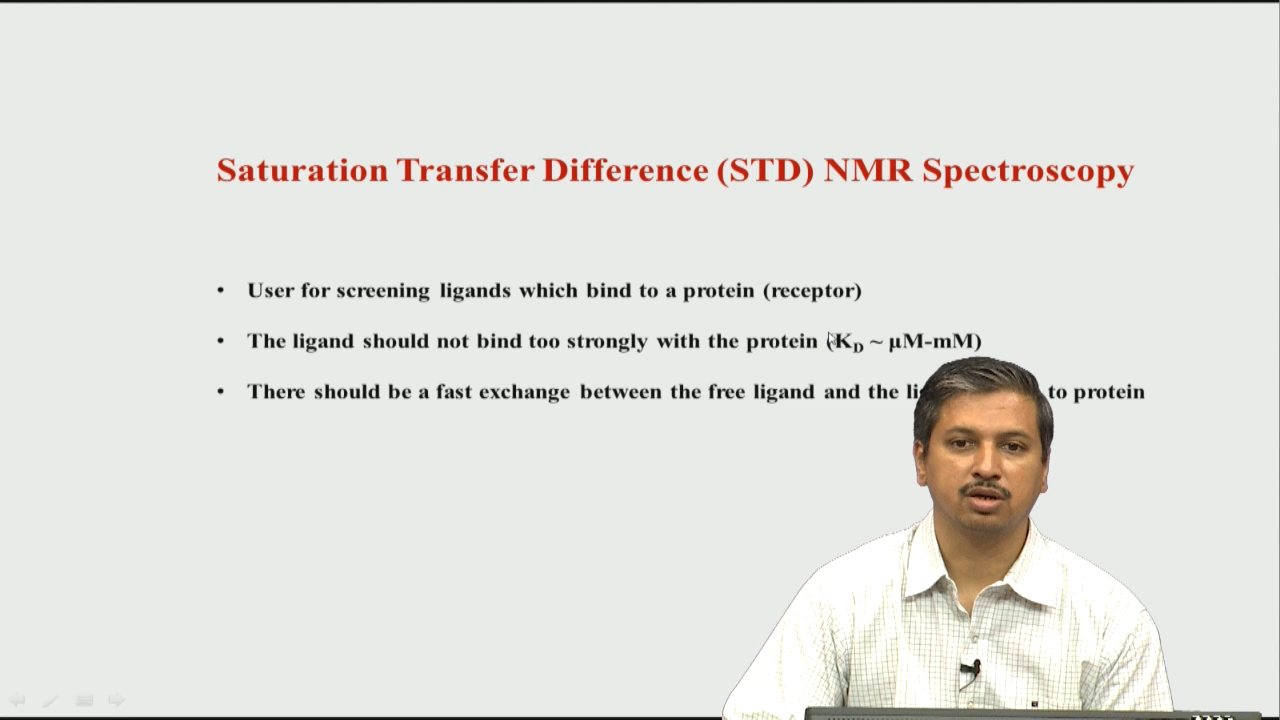 Saturation Transfer Difference (STD) NMR Spectroscopy
• User for screening ligands which bind to a protein (receptor)
• The ligand should not bind too strongly with the protein (KD ~ µM-mM)
• There should be a fast exchange between the free ligand and the to protein